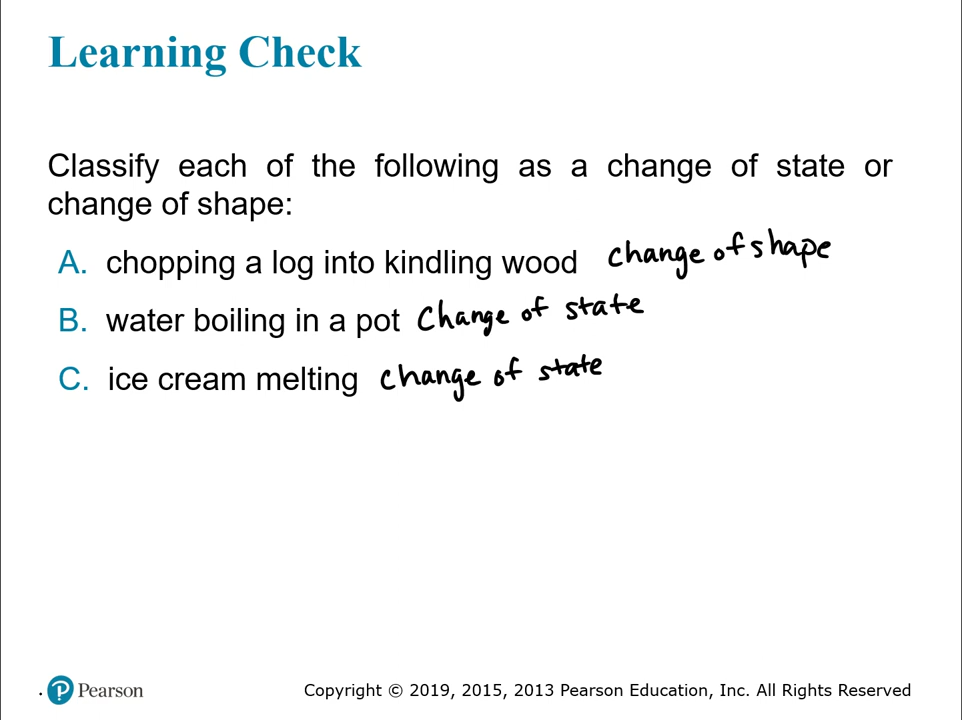 Learning Check
Classify each of the following as a change of state or
change of shape:
A. chopping a log into kindling wood change of shape
B. water boiling in a pot Change of state
C. ice cream melting change of state
Pearson Copyright © 2019, 2015, 2013 Pearson Education, Inc. All Rights Reserved